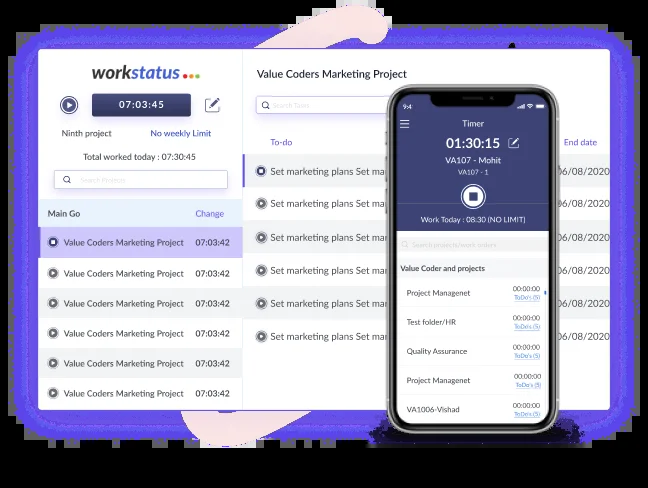 workstatus
07:03:45
Ninth project
No weekly Limit
Total worked today : 07:30:45
Search Projects
Main Go
Change
Value Coders Marketing Project 07:03:42
Value Coders Marketing Project 07:03:42
Value Coders Marketing Project 07:03:42
Value Coders Marketing Project 07:03:42
Value Coders Marketing Project 07:03:42
Value Coders Marketing Project 07:03:42
Value Coders Marketing Project
Search Tasks
To-do
End date
Set marketing plans Set ma
06/08/2020
Set marketing plans Set mar
06/08/2020
Set marketing plans Set mar
06/08/2020
Set marketing plans Set mar
06/08/2020
Set marketing plans Set mar
06/08/2020
Set marketing plans Set mar
06/08/2020
9:4
Timer
01:30:15
VA107 - Mohit
VA107 - 1
Work Today : 08:30 (NO LIMIT)
Search projects/work orders
Value Coder and projects
Project Managenet
00:00:00
ToDo's (5)
Test folder/HR
00:00:00
ToDo's (5)
Quality Assurance
00:00:00
ToDo's (5)
Project Managenet
00:00:00
ToDo's (5)
VA1006-Vishad
00:00:00
ToDo's (5)